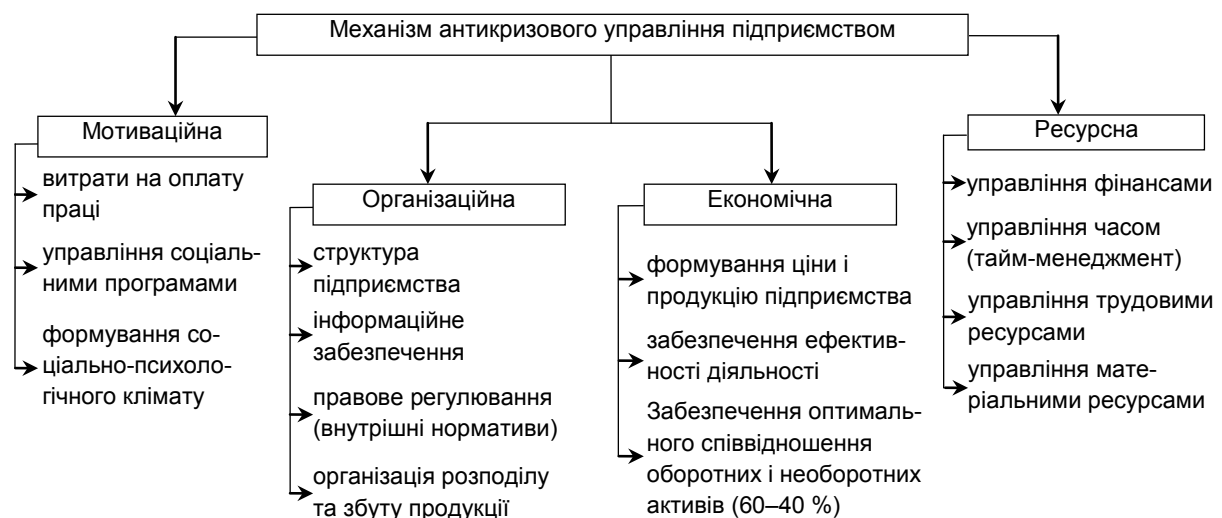 Механізм антикризового управління підприємством
Мотиваційна
витрати на оплату
праці
управління соціаль-
ними програмами
формування со-
ціально-психоло-
гічного клімату
Організаційна
структура
підприємства
інформаційне
забезпечення
правове регулювання
(внутрішні нормативи)
організація розподілу
та збуту продукції
Економічна
формування ціни і
продукцію підприємства
забезпечення ефектив-
ності діяльності
Забезпечення оптималь-
ного співвідношення
оборотних і необоротних
активів (60–40 %)
Ресурсна
управління фінансами
управління часом
(тайм-менеджмент)
управління трудовими
ресурсами
управління мате-
ріальними ресурсами